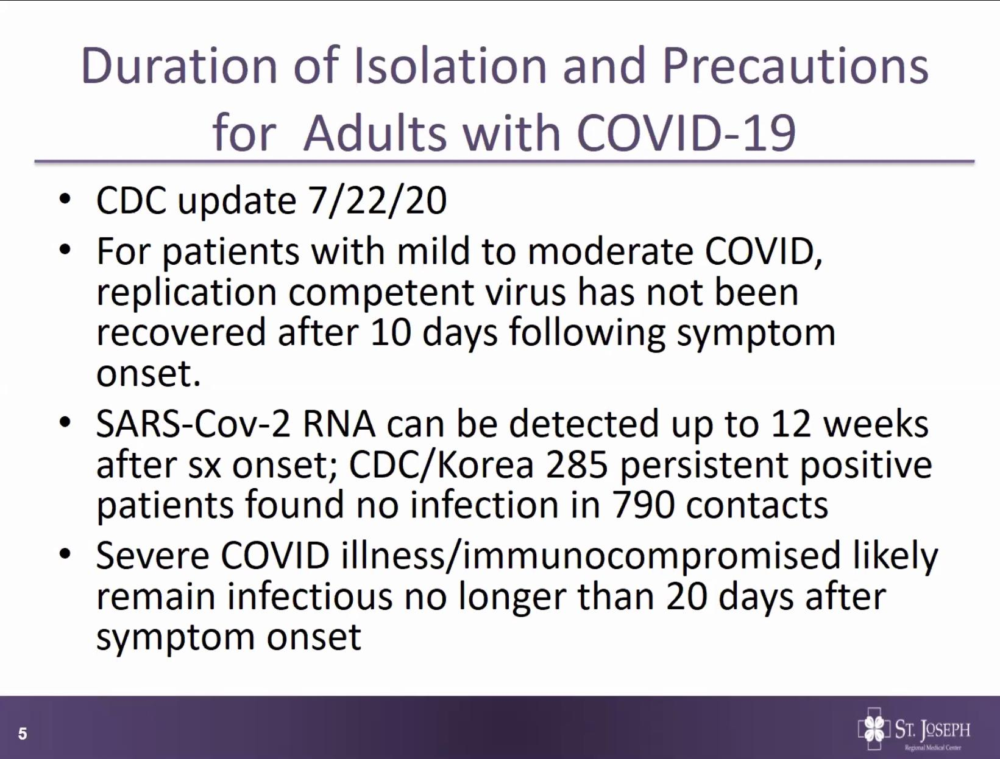 Duration of Isolation and Precautions
for Adults with COVID-19
• CDC update 7/22/20
• For patients with mild to moderate COVID,
replication competent virus has not been
recovered after 10 days following symptom
onset.
• SARS-Cov-2 RNA can be detected up to 12 weeks
after sx onset; CDC/Korea 285 persistent positive
patients found no infection in 790 contacts
• Severe COVID illness/immunocompromised likely
remain infectious no longer than 20 days after
symptom onset
5
ST. JOSEPH
Regional Medical Center